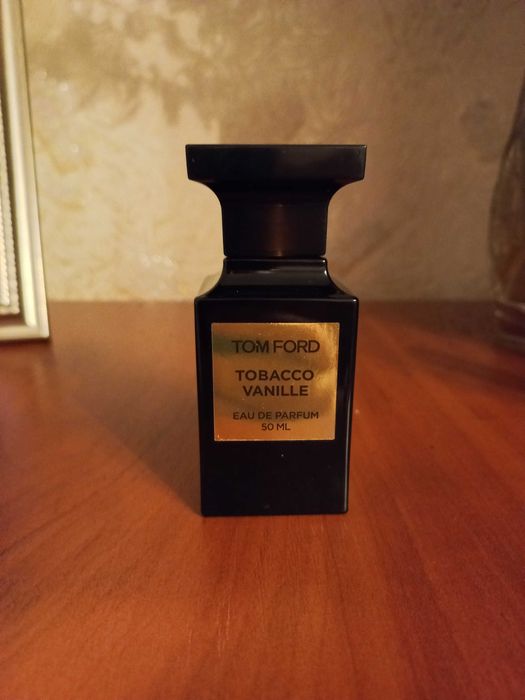 TOM FORD
TOBACCO
VANILLE
EAU DE PARFUM
50 ML